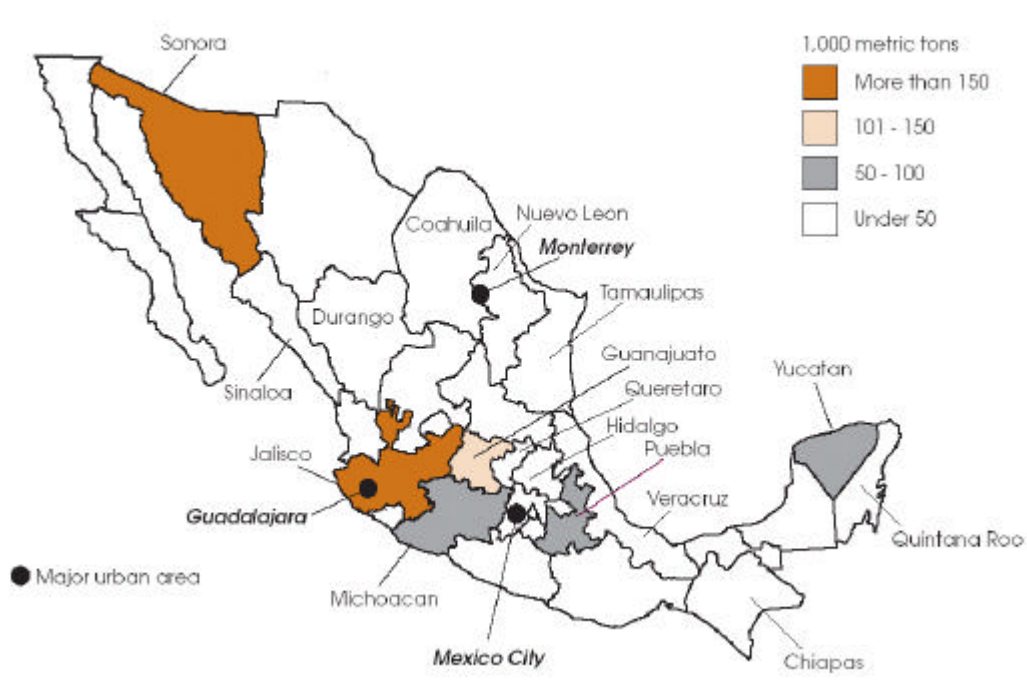 Sonora
1,000 metric tons
More than 150
101 - 150
50 - 100
Under 50
Coahuila
Nuevo Leon
Monterrey
Tamaulipas
Durango
Guanajuato
Yucatan
Queretaro
Sinaloa
Hidalgo
Puebla
Jalisco
Veracruz
Guadalajara
Quintana Roo
Major urban area
Michoacan
Mexico City
Chiapas